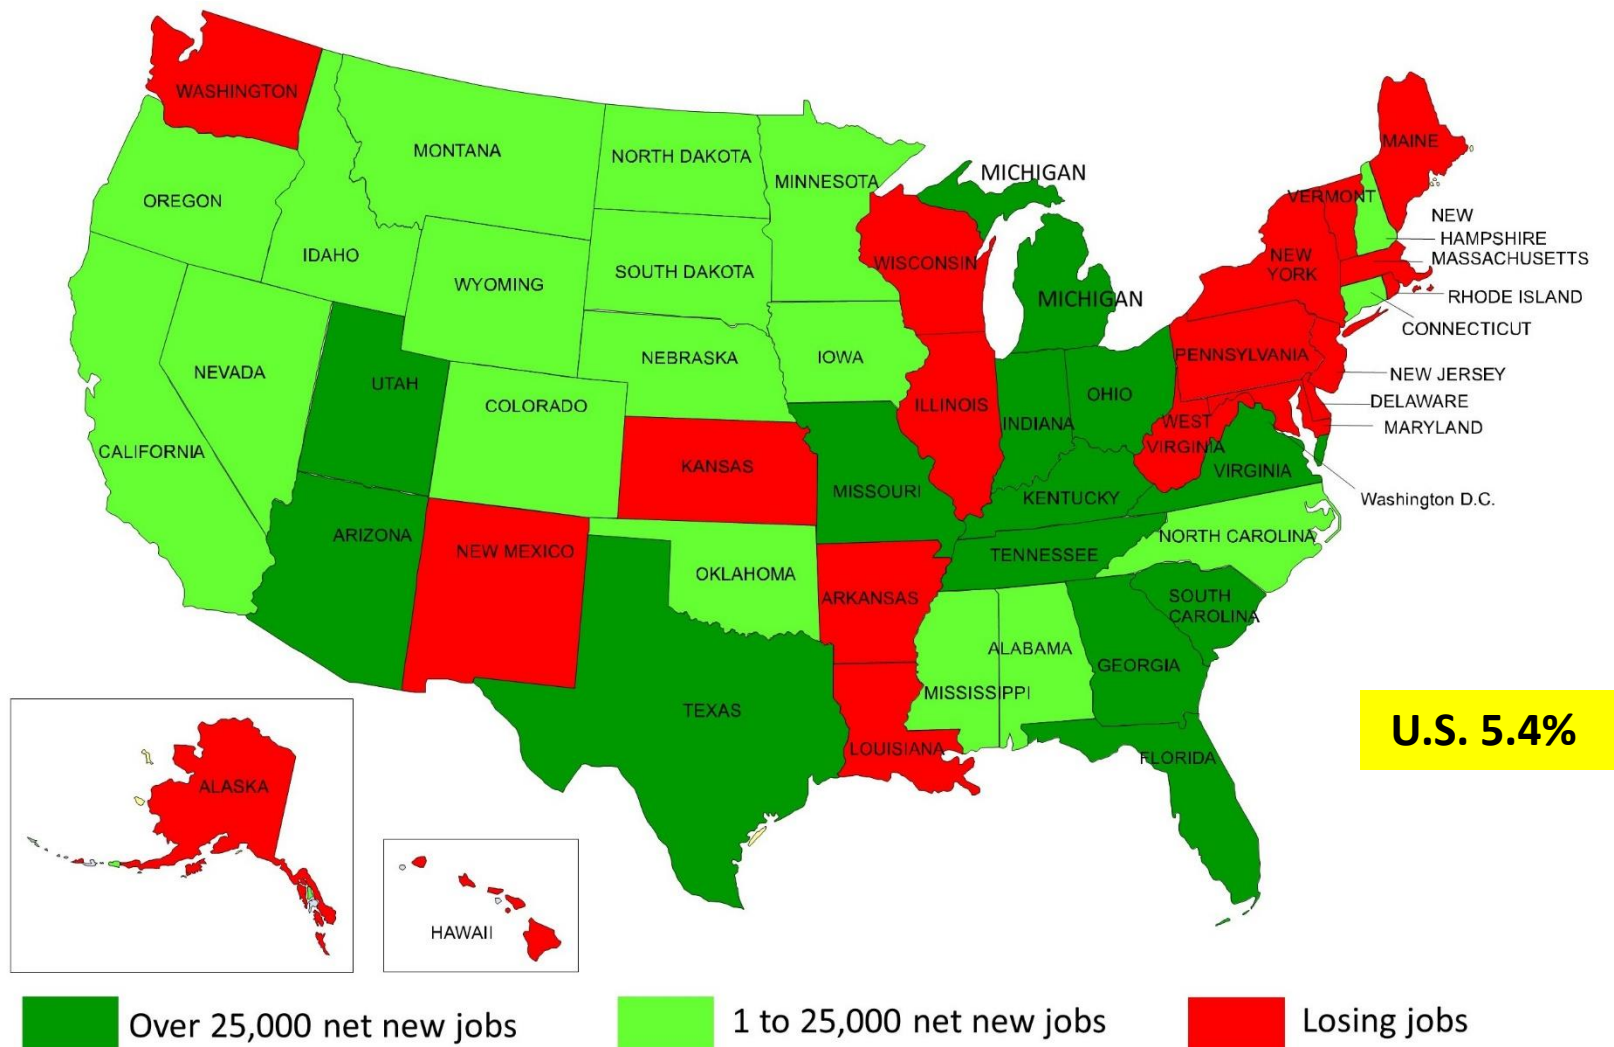 WASHINGTON
MONTANA
NORTH DAKOTA
MINNESOTA
MICHIGAN
MAINE
VERMONT
NEW
HAMPSHIRE
MASSACHUSETTS
RHODE ISLAND
CONNECTICUT
OREGON
IDAHO
WYOMING
SOUTH DAKOTA
WISCONSIN
MICHIGAN
NEW
YORK
NEVADA
UTAH
COLORADO
NEBRASKA
IOWA
ILLINOIS
INDIANA
OHIO
PENNSYLVANIA
NEW JERSEY
DELAWARE
MARYLAND
WEST
VIRGINIA
VIRGINIA
Washington D.C.
CALIFORNIA
ARIZONA
NEW MEXICO
KANSAS
MISSOURI
KENTUCKY
TENNESSEE
NORTH CAROLINA
SOUTH
CAROLINA
OKLAHOMA
ARKANSAS
TEXAS
LOUISIANA
MISSISSIPPI
ALABAMA
GEORGIA
FLORIDA
U.S. 5.4%
ALASKA
HAWAII
Over 25,000 net new jobs
1 to 25,000 net new jobs
Losing jobs